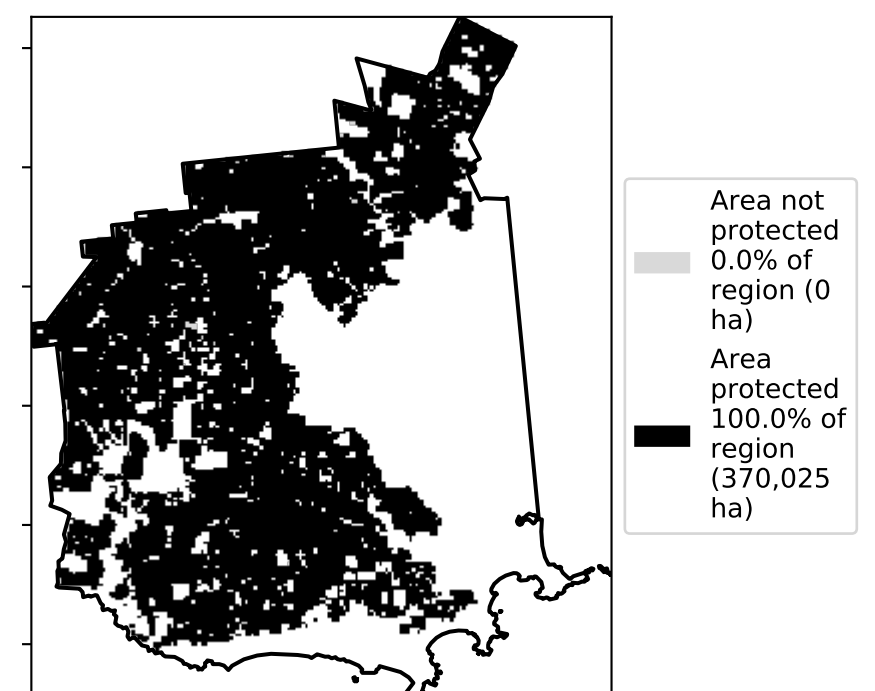 Area not
protected
0.0% of
region (0
ha)
Area
protected
100.0% of
region
(370,025
ha)